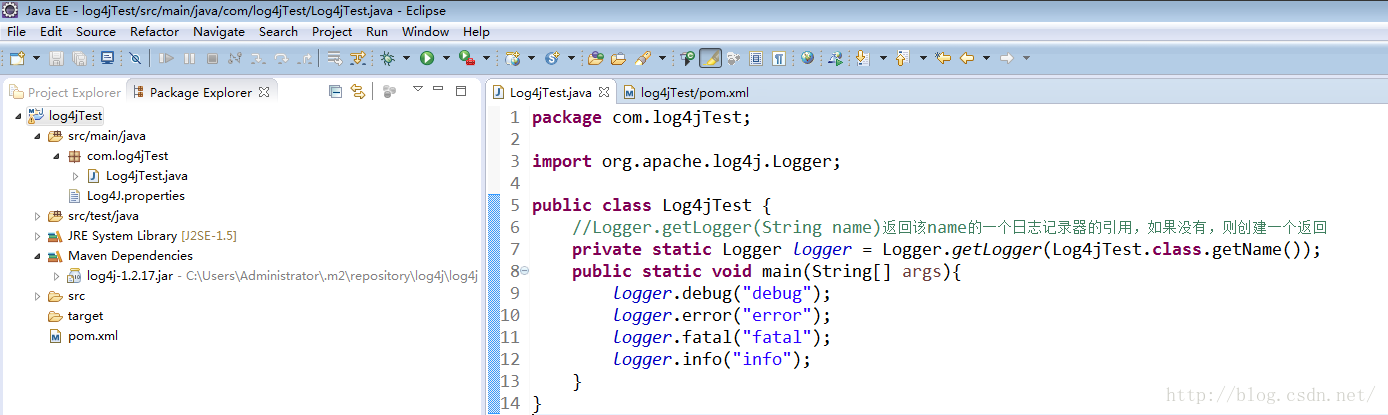 Java EE - log4jTest/src/main/java/com/log4jTest/Log4jTest.java - Eclipse
File Edit Source Refactor Navigate Search Project Run Window Help
Project Explorer Package Explorer
log4jTest
src/main/java
com.log4jTest
Log4jTest.java
Log4J.properties
src/test/java
JRE System Library [J2SE-1.5]
Maven Dependencies
log4j-1.2.17.jar - C:\Users\Administrator\.m2\repository\log4j\log4j
src
target
pom.xml
Log4jTest.java log4jTest/pom.xml
1 package com.log4jTest;
2
3 import org.apache.log4j.Logger;
4
5 public class Log4jTest {
6 //Logger.getLogger(String name)返回该name的一个日志记录器的引用，如果没有，则创建一个返回
7 private static Logger logger = Logger.getLogger(Log4jTest.class.getName());
8 public static void main(String[] args){
9 logger.debug("debug");
10 logger.error("error");
11 logger.fatal("fatal");
12 logger.info("info");
13 }
14 }
http://blog.csdn.net/